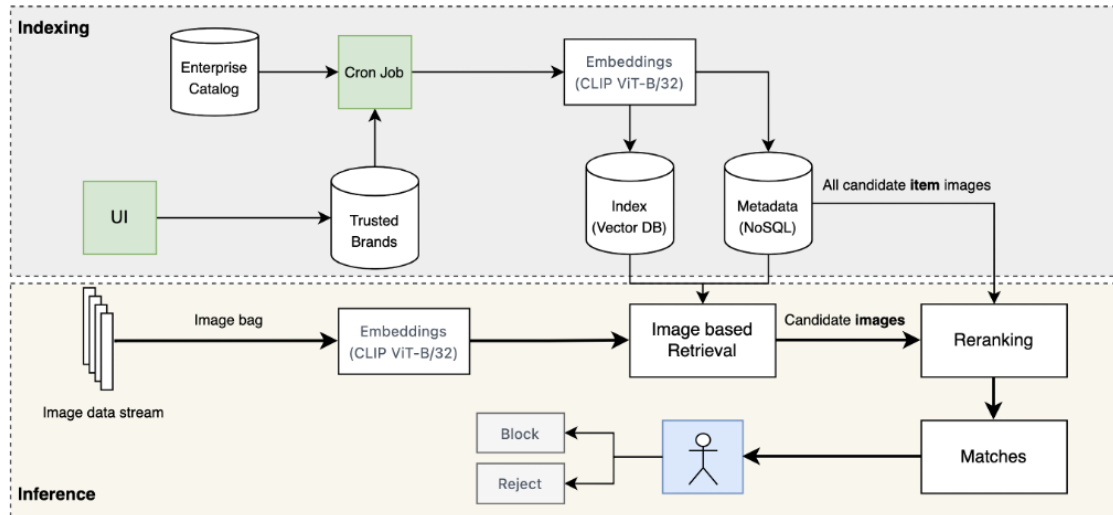 Indexing
Enterprise
Catalog
Cron Job
Embeddings
(CLIP ViT-B/32)
UI
Trusted
Brands
Index
(Vector DB)
Metadata
(NoSQL)
All candidate item images
Image data stream
Image bag
Embeddings
(CLIP ViT-B/32)
Image based
Retrieval
Candidate images
Reranking
Matches
Block
Reject
Inference